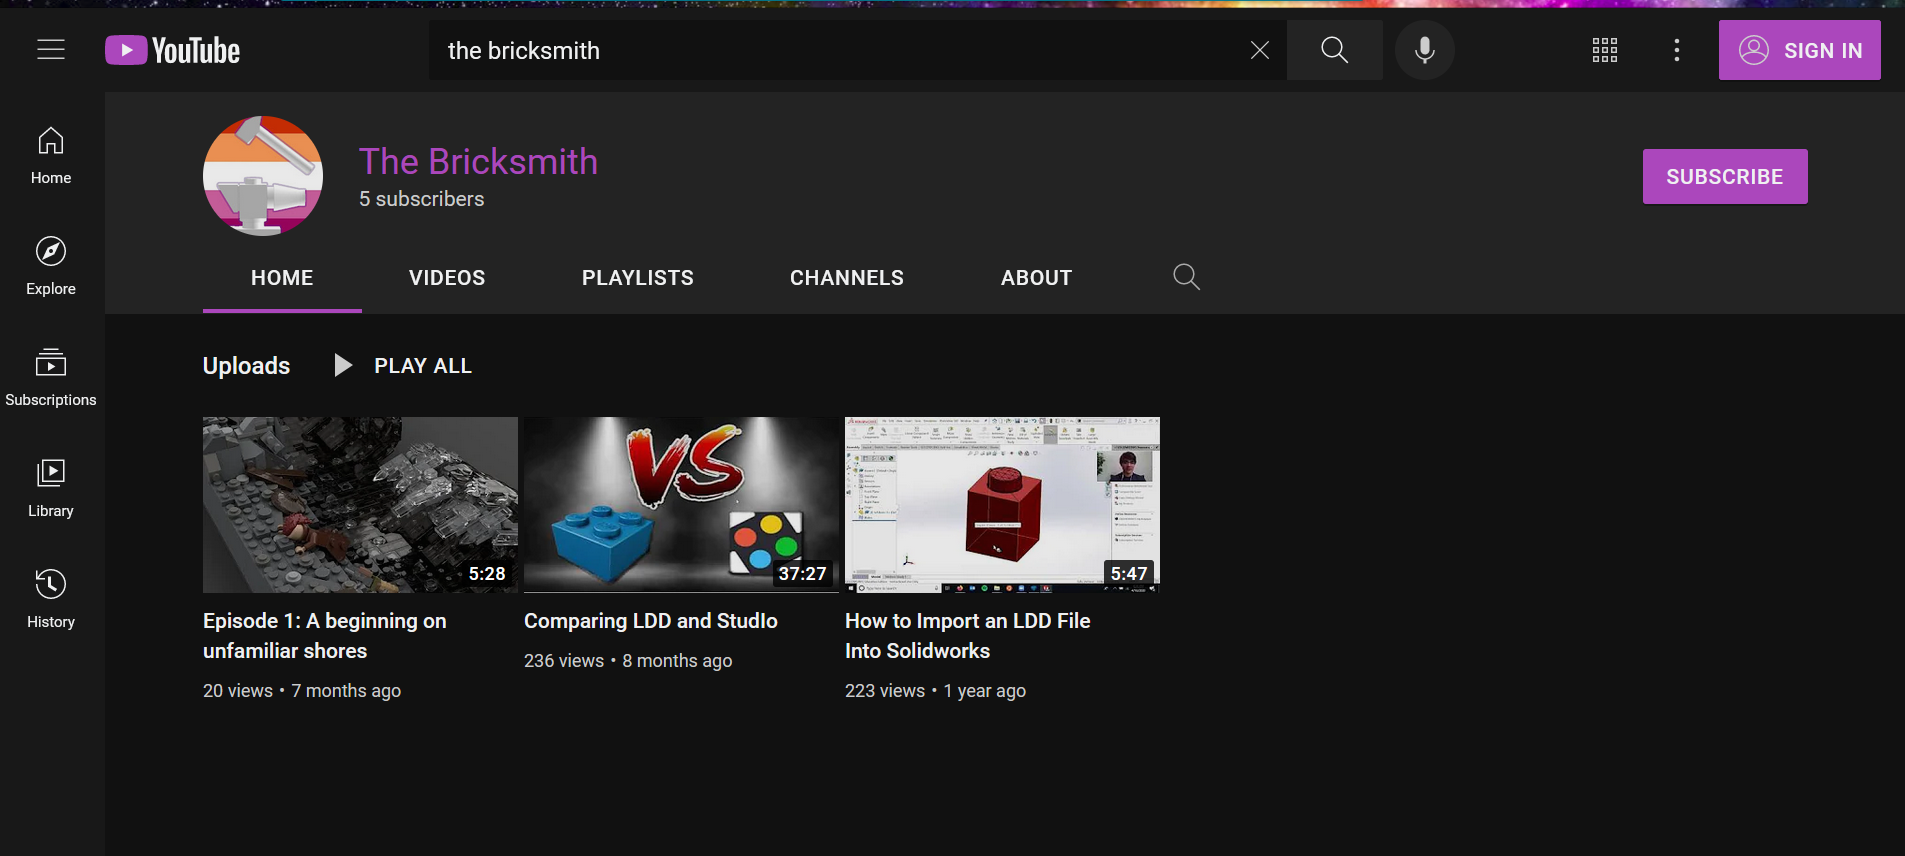 YouTube
the bricksmith
SIGN IN
Home
Explore
Subscriptions
Library
History
The Bricksmith
5 subscribers
SUBSCRIBE
HOME
VIDEOS
PLAYLISTS
CHANNELS
ABOUT
Uploads
PLAY ALL
5:28
VS
37:27
5:47
Episode 1: A beginning on
unfamiliar shores
20 views • 7 months ago
Comparing LDD and StudIo
236 views • 8 months ago
How to Import an LDD File
Into Solidworks
223 views • 1 year ago